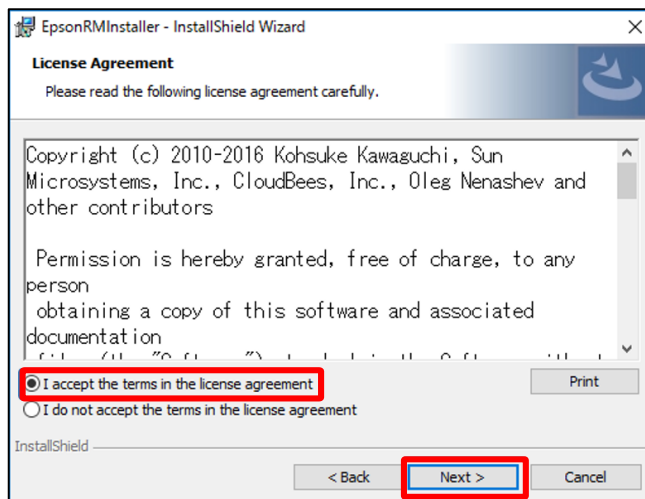 EpsonRMInstaller - InstallShield Wizard
License Agreement
Please read the following license agreement carefully.
Copyright (c) 2010-2016 Kohsuke Kawaguchi, Sun
Microsystems, Inc., CloudBees, Inc., Oleg Nenashev and
other contributors
Permission is hereby granted, free of charge, to any
person
obtaining a copy of this software and associated
documentation
I accept the terms in the license agreement
Print
I do not accept the terms in the license agreement
InstallShield
< Back
Next >
Cancel